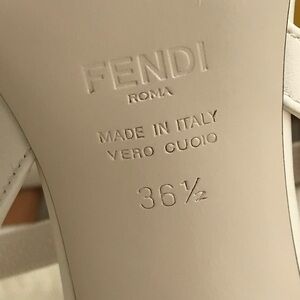 FENDI
ROMA
MADE IN ITALY
VERO CUOIO
36½